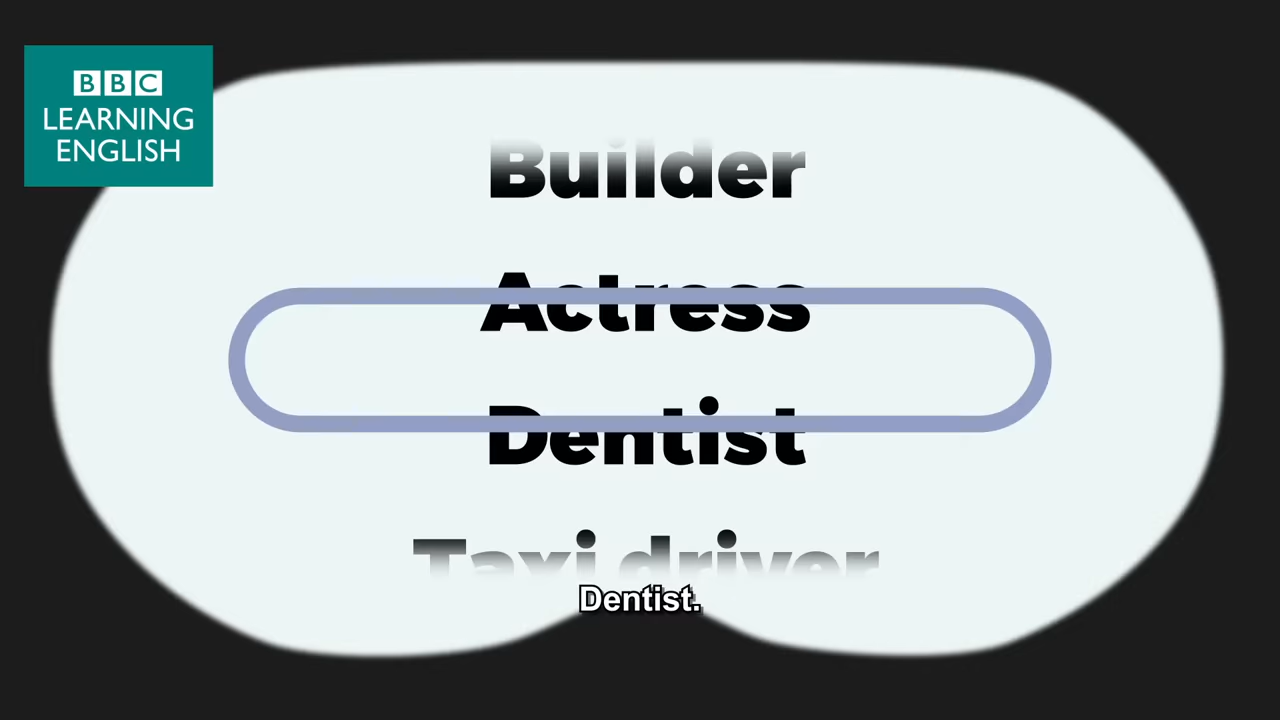 BBC
LEARNING
ENGLISH
Builder
Actress
Dentist
Taxi driver
Dentist.